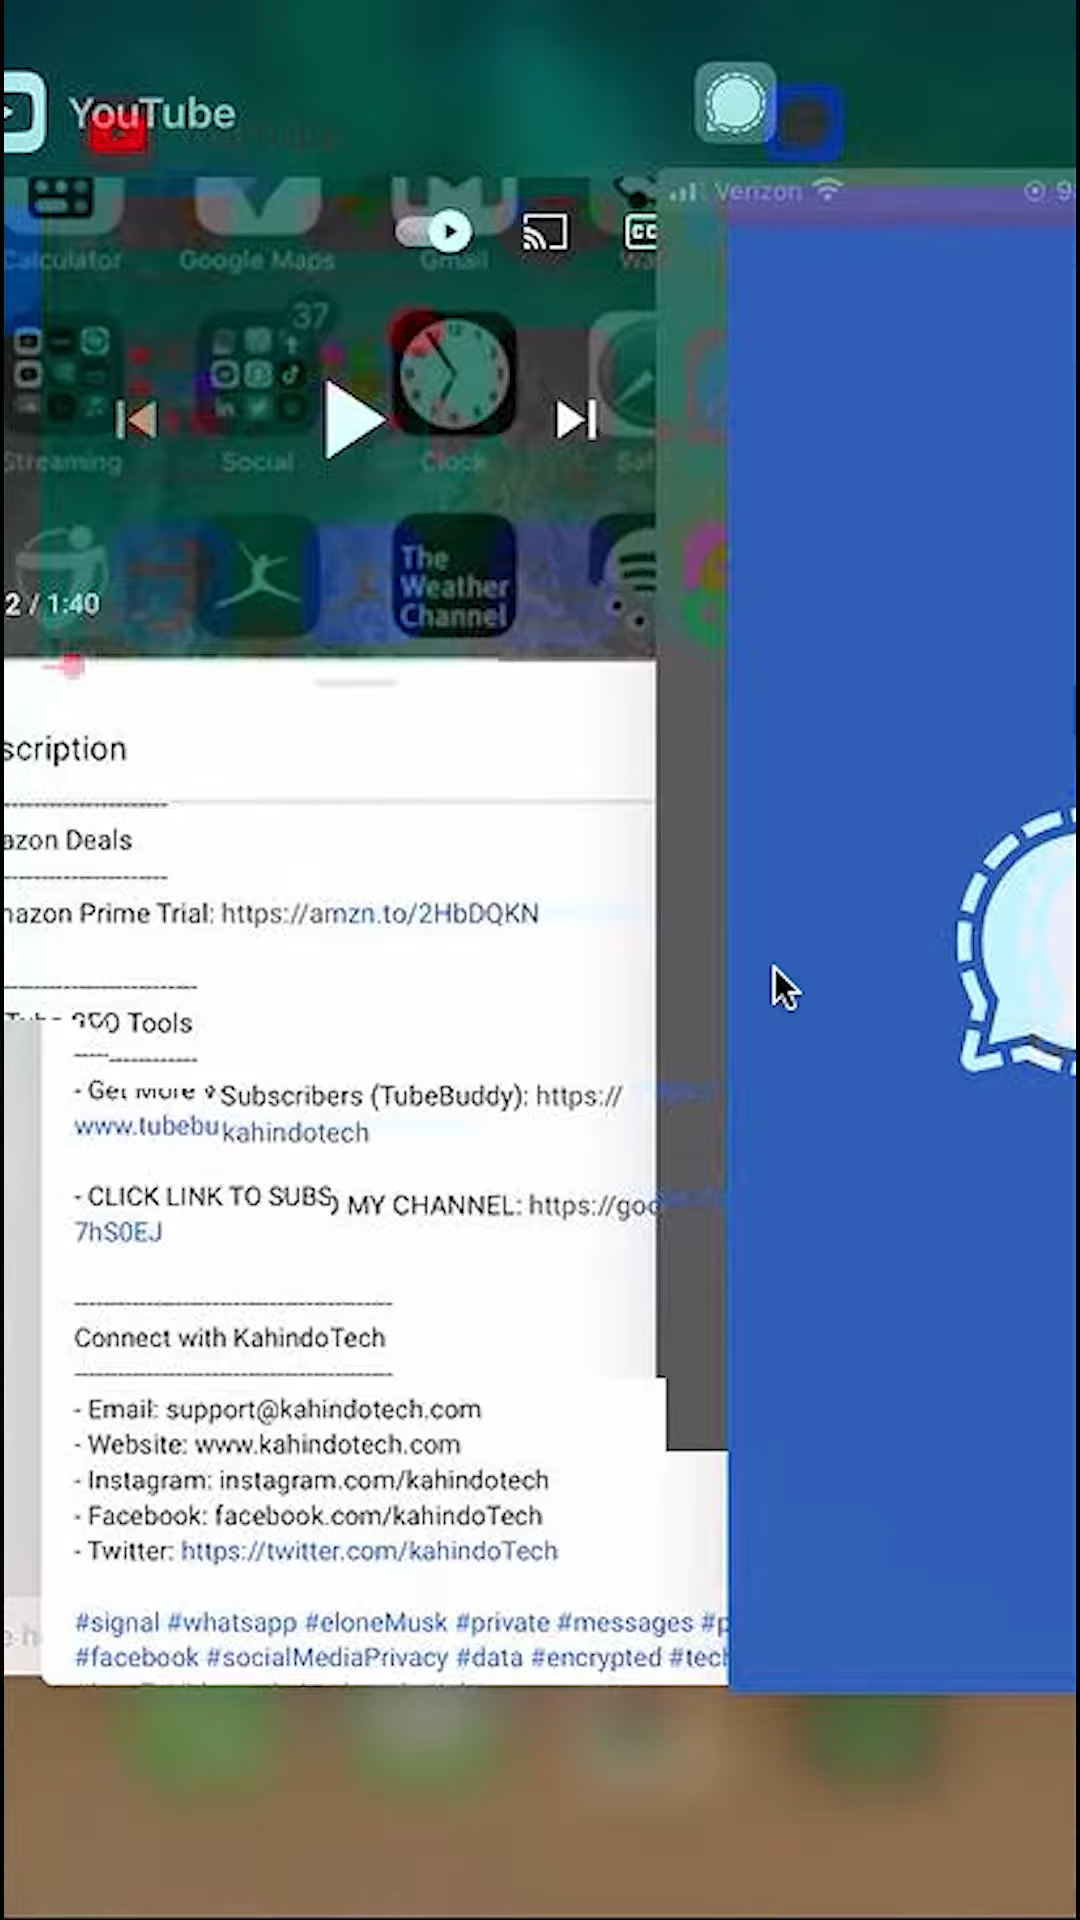 YouTube
Verizon
Calculator
Google Maps
Gmail
CC
37
Streaming
Social
Clock
The
Weather
Channel
2 / 1:40
scription
azon Deals
nazon Prime Trial: https://amzn.to/2HbDQKN
Tools
Subscribers (TubeBuddy): https://
www.tubebu
kahindotech
- CLICK LINK TO SUBS
MY CHANNEL: https://goo
7hS0EJ
Connect with KahindoTech
- Email: support@kahindotech.com
- Website: www.kahindotech.com
- Instagram: instagram.com/kahindotech
- Facebook: facebook.com/kahindoTech
- Twitter: https://twitter.com/kahindoTech
#signal #whatsapp #eloneMusk #private #messages #p
#facebook #socialMediaPrivacy #data #encrypted #tech